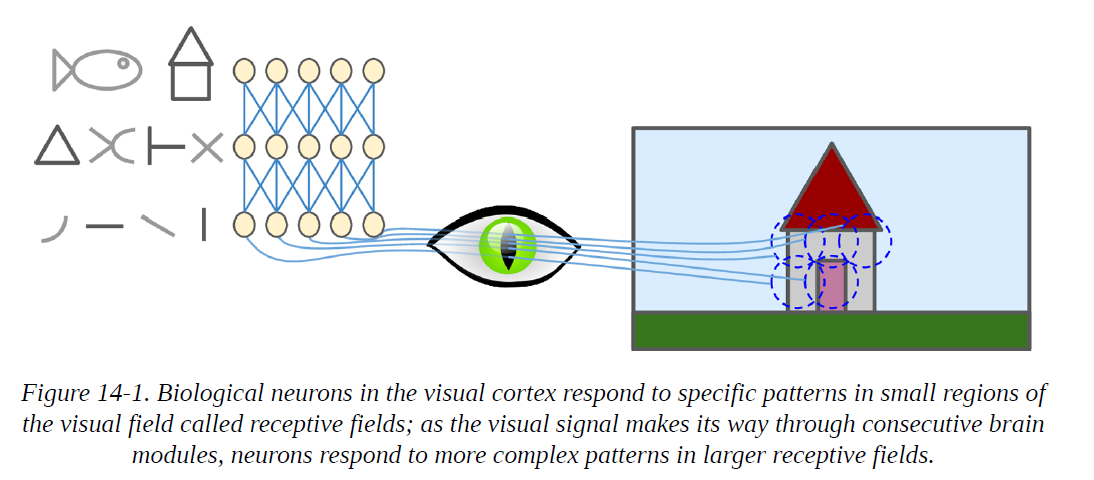 Figure 14-1. Biological neurons in the visual cortex respond to specific patterns in small regions of
the visual field called receptive fields; as the visual signal makes its way through consecutive brain
modules, neurons respond to more complex patterns in larger receptive fields.